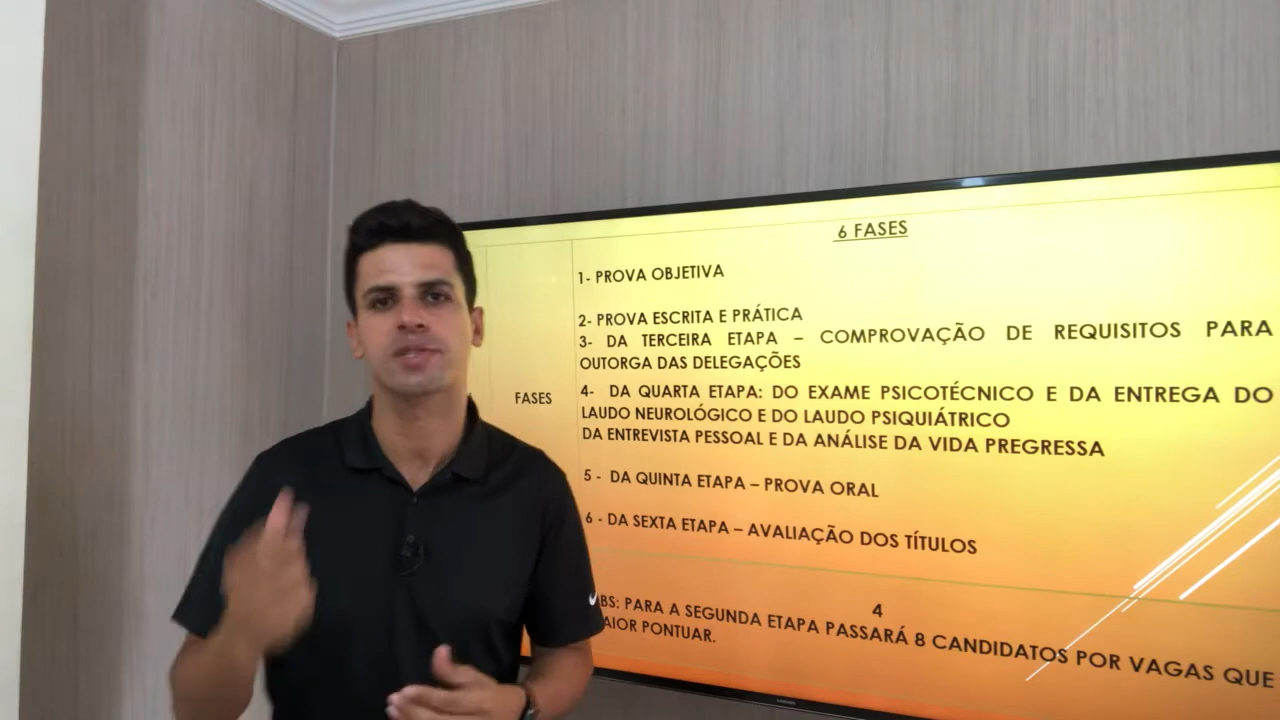 6 FASES
1- PROVA OBJETIVA
2- PROVA ESCRITA E PRÁTICA
3- DA TERCEIRA ETAPA – COMPROVAÇÃO DE REQUISITOS PARA
OUTORGA DAS DELEGAÇÕES
FASES
4- DA QUARTA ETAPA: DO EXAME PSICOTÉCNICO E DA ENTREGA DO
LAUDO NEUROLÓGICO E DO LAUDO PSIQUIÁTRICO
DA ENTREVISTA PESSOAL E DA ANÁLISE DA VIDA PREGRESSA
5 - DA QUINTA ETAPA – PROVA ORAL
6 - DA SEXTA ETAPA – AVALIAÇÃO DOS TÍTULOS
4
BS: PARA A SEGUNDA ETAPA PASSARÁ 8 CANDIDATOS POR VAGAS QUE
AIOR PONTUAR.